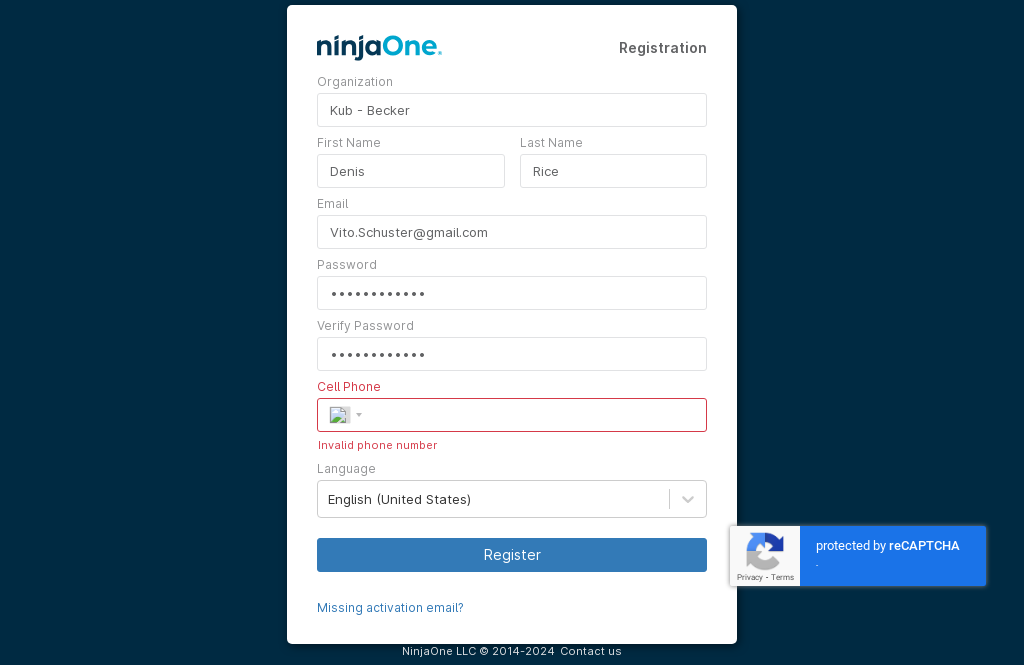 ninjaOne
Registration
Organization
Kub - Becker
First Name
Last Name
Denis
Rice
Email
Vito.Schuster@gmail.com
Password
••••••••••••
Verify Password
••••••••••••
Cell Phone
Invalid phone number
Language
English (United States)
Register
protected by reCAPTCHA
-
Privacy - Terms
Missing activation email?
NinjaOne LLC © 2014-2024 Contact us